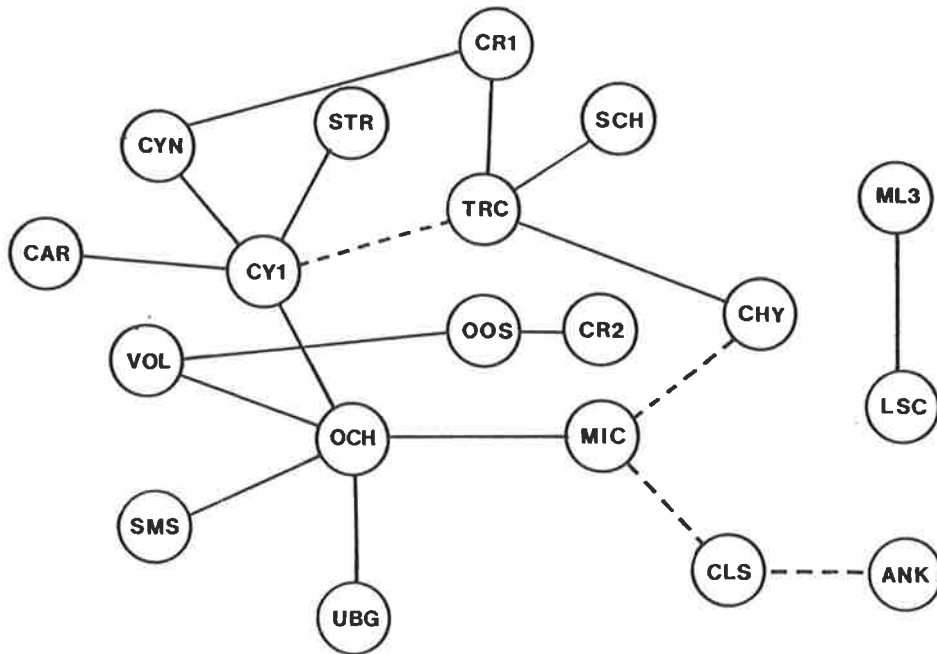 CR1
STR
SCH
CYN
TRC
ML3
CAR
CY1
CHY
OOS
CR2
VOL
LSC
OCH
MIC
SMS
CLS
ANK
UBG